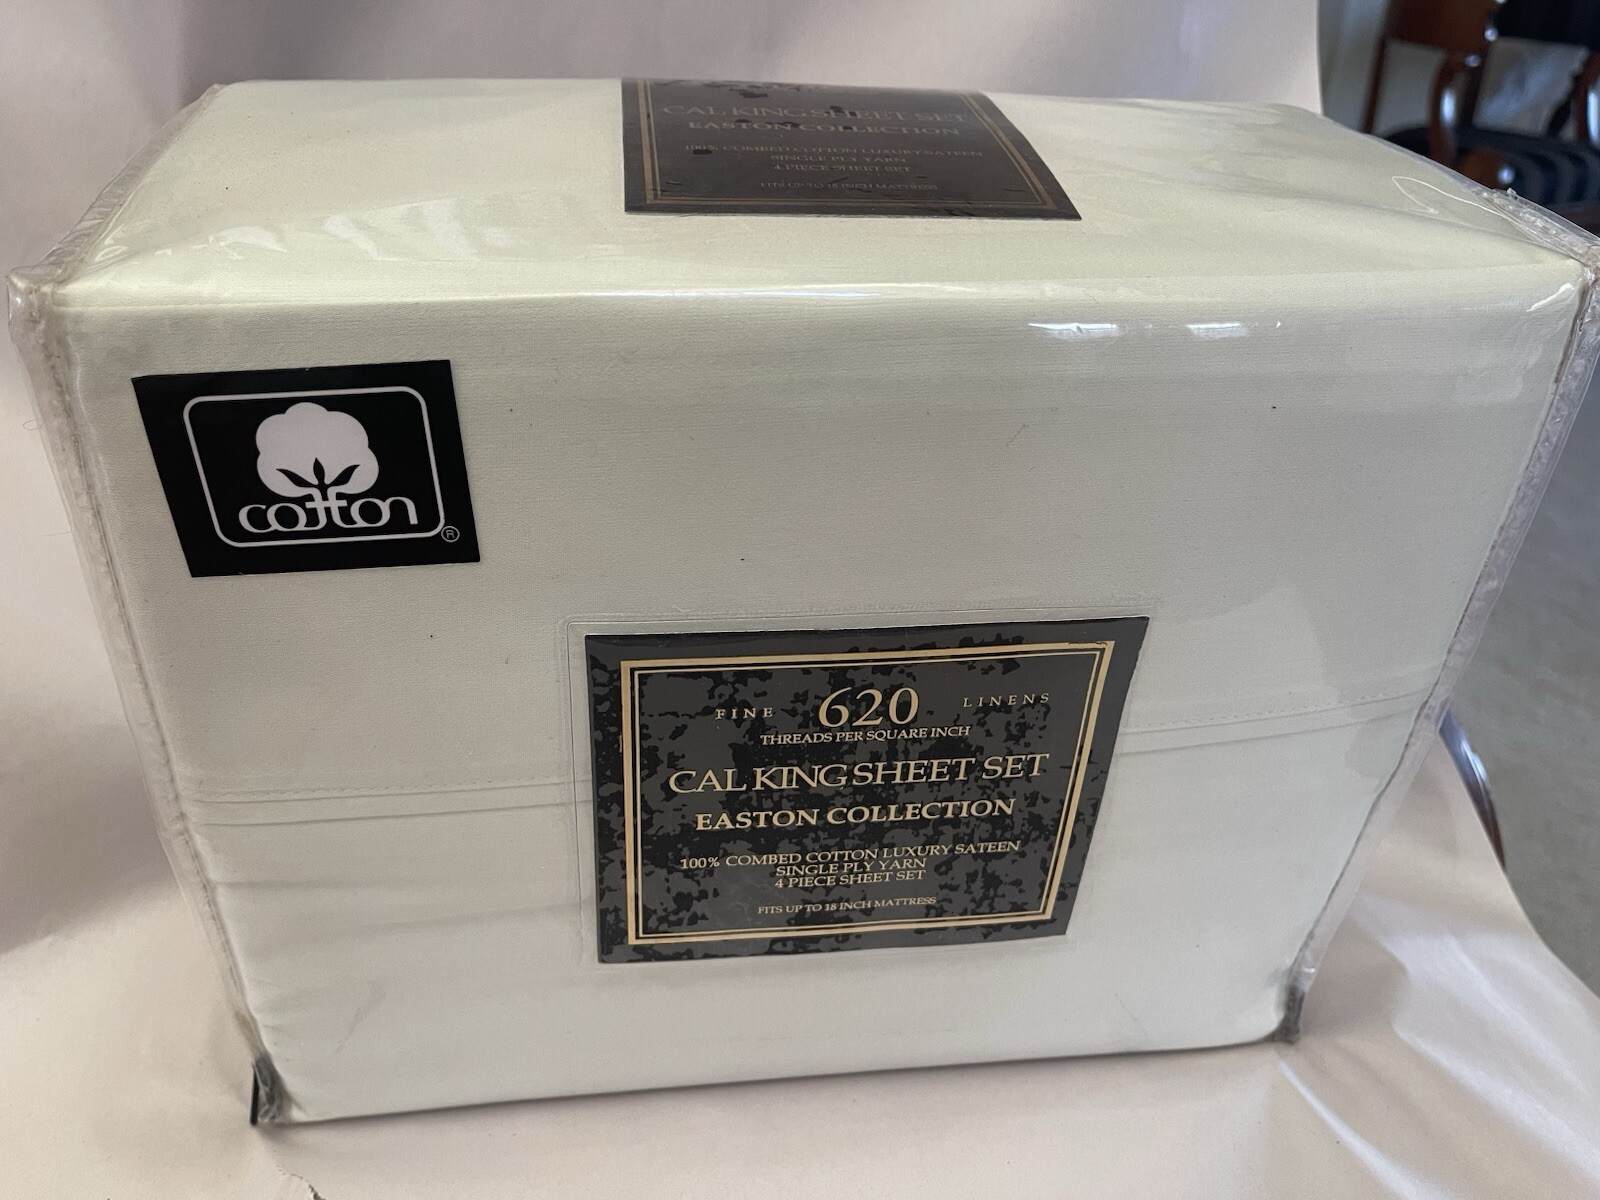 CAL KING SHEET SET
EASTON COLLECTION
100% COMBED COTTON LUXURY SATEEN
SINGLE PLY YARN
4 PIECE SHEET SET
FITS UP TO 18 INCH MATTRESS
cotton
®
FINE 620 LINENS
THREADS PER SQUARE INCH
CAL KING SHEET SET
EASTON COLLECTION
100% COMBED COTTON LUXURY SATEEN
SINGLE PLY YARN
4 PIECE SHEET SET
FITS UP TO 18 INCH MATTRESS